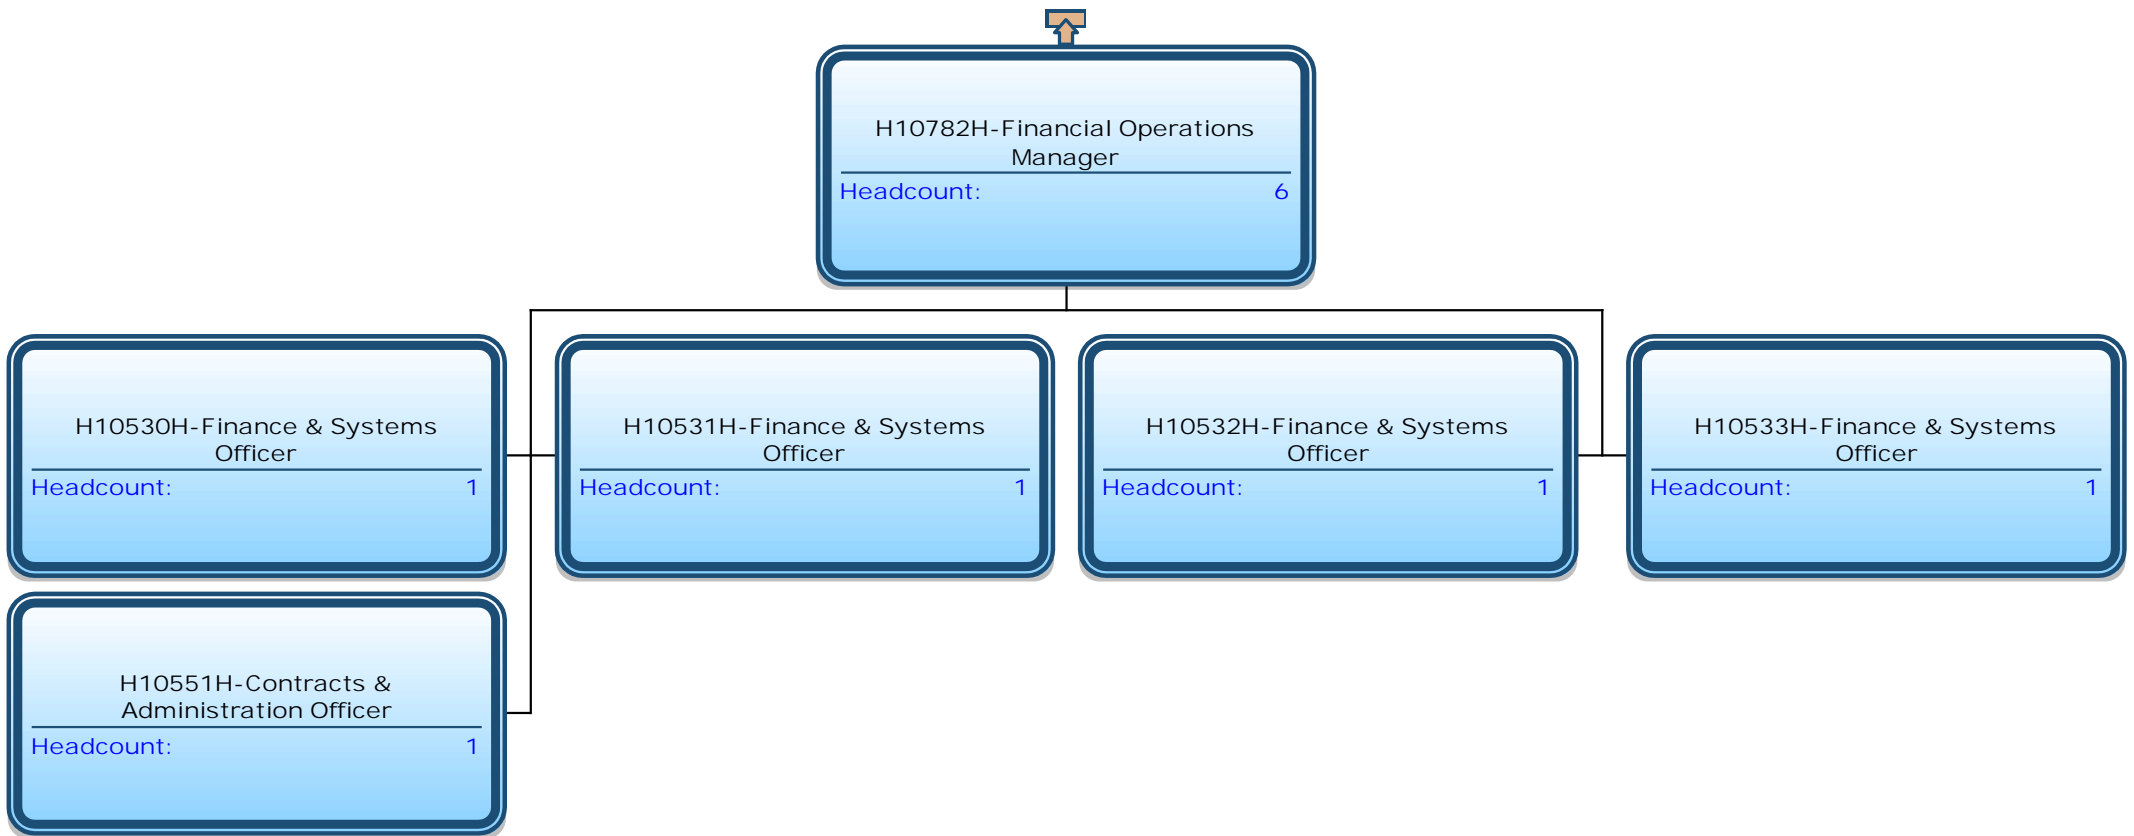 H10782H-Financial Operations
Manager
Headcount: 6
H10530H-Finance & Systems
Officer
Headcount: 1
H10531H-Finance & Systems
Officer
Headcount: 1
H10532H-Finance & Systems
Officer
Headcount: 1
H10533H-Finance & Systems
Officer
Headcount: 1
H10551H-Contracts &
Administration Officer
Headcount: 1